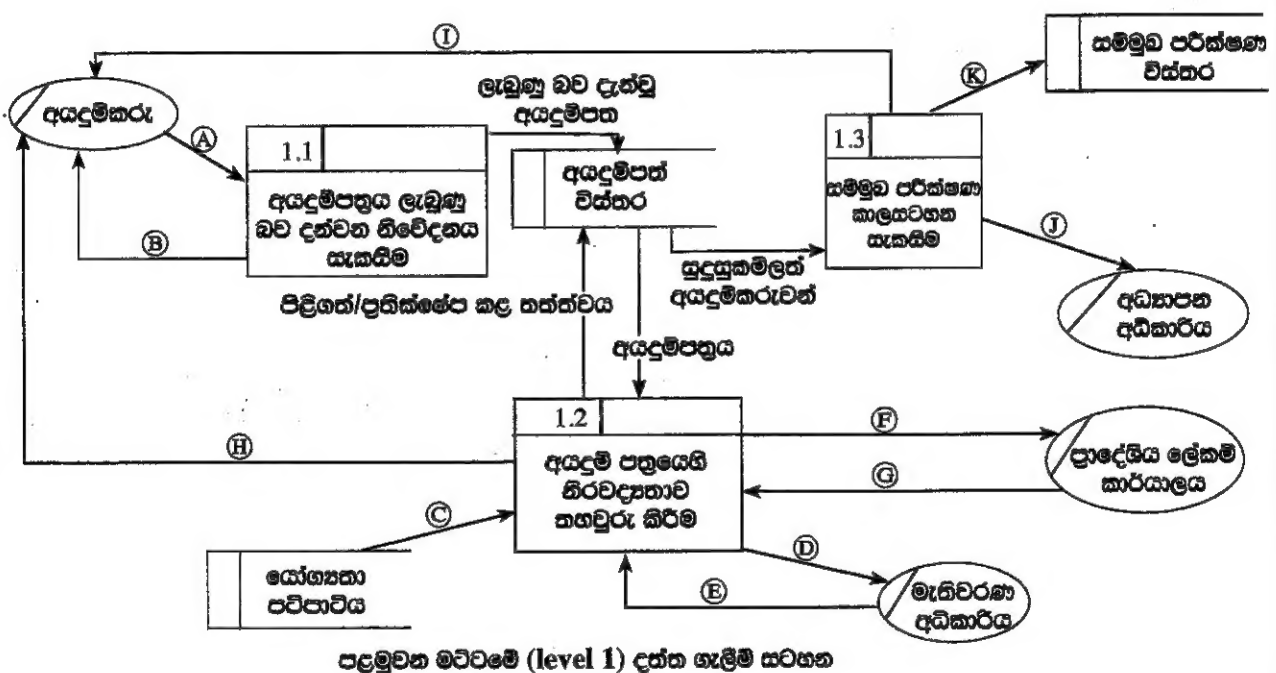 Ⓘ
සම්මුඛ පරීක්ෂණ
විස්තර
Ⓚ
ලැබුණු බව දැන්වූ
අයදුම්පත්
අයදුම්කරු
Ⓐ
1.1
අයදුම්පත්‍රය ලැබුණු
බව දන්වන නිවේදනය
සැකසීම
Ⓑ
අයදුම්පත්
විස්තර
1.3
සම්මුඛ පරීක්ෂණ
කාලසටහන
සැකසීම
Ⓙ
සුදුසුකම්ලත්
අයදුම්කරුවන්
අධ්‍යාපන
අධිකාරිය
පිළිගත්/ප්‍රතික්ෂේප කළ තත්ත්වය
අයදුම්පත්‍රය
1.2
අයදුම් පත්‍රයෙහි
නිරවද්‍යතාව
තහවුරු කිරීම
Ⓕ
ප්‍රාදේශීය ලේකම්
කාර්යාලය
Ⓖ
Ⓗ
Ⓒ
යෝග්‍යතා
පටිපාටිය
Ⓓ
Ⓔ
මැතිවරණ
අධිකාරිය
පළමුවන මට්ටමේ (level 1) දත්ත ගැලීම් සටහන